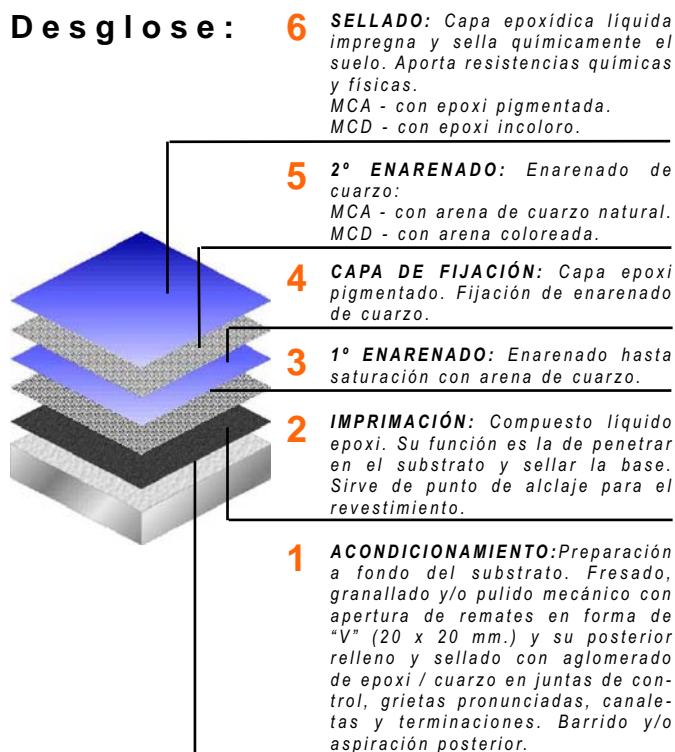 Desglose:
6 SELLADO: Capa epoxídica líquida
impregna y sella químicamente el
suelo. Aporta resistencias químicas
y físicas.
MCA - con epoxi pigmentada.
MCD - con epoxi incoloro.
5 2º ENARENADO: Enarenado de
cuarzo:
MCA - con arena de cuarzo natural.
MCD - con arena coloreada.
4 CAPA DE FIJACIÓN: Capa epoxi
pigmentado. Fijación de enarenado
de cuarzo.
3 1º ENARENADO: Enarenado hasta
saturación con arena de cuarzo.
2 IMPRIMACIÓN: Compuesto líquido
epoxi. Su función es la de penetrar
en el substrato y sellar la base.
Sirve de punto de alclaje para el
revestimiento.
1 ACONDICIONAMIENTO:Preparación
a fondo del substrato. Fresado,
granallado y/o pulido mecánico con
apertura de remates en forma de
“V” (20 x 20 mm.) y su posterior
relleno y sellado con aglomerado
de epoxi / cuarzo en juntas de con-
trol, grietas pronunciadas, canale-
tas y terminaciones. Barrido y/o
aspiración posterior.